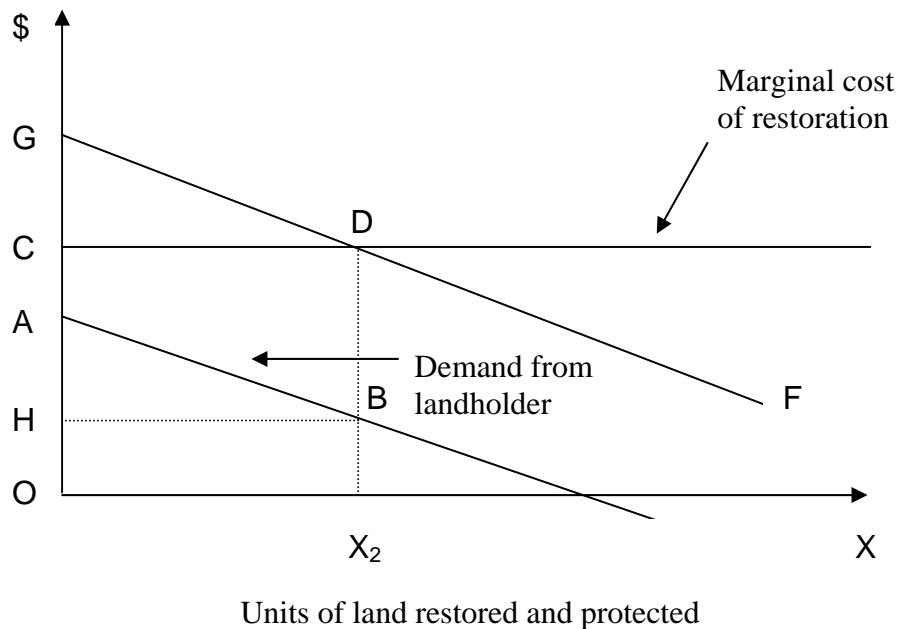 $
Marginal cost
of restoration
G
D
C
A
Demand from
landholder
B
F
H
O
X₂
X
Units of land restored and protected